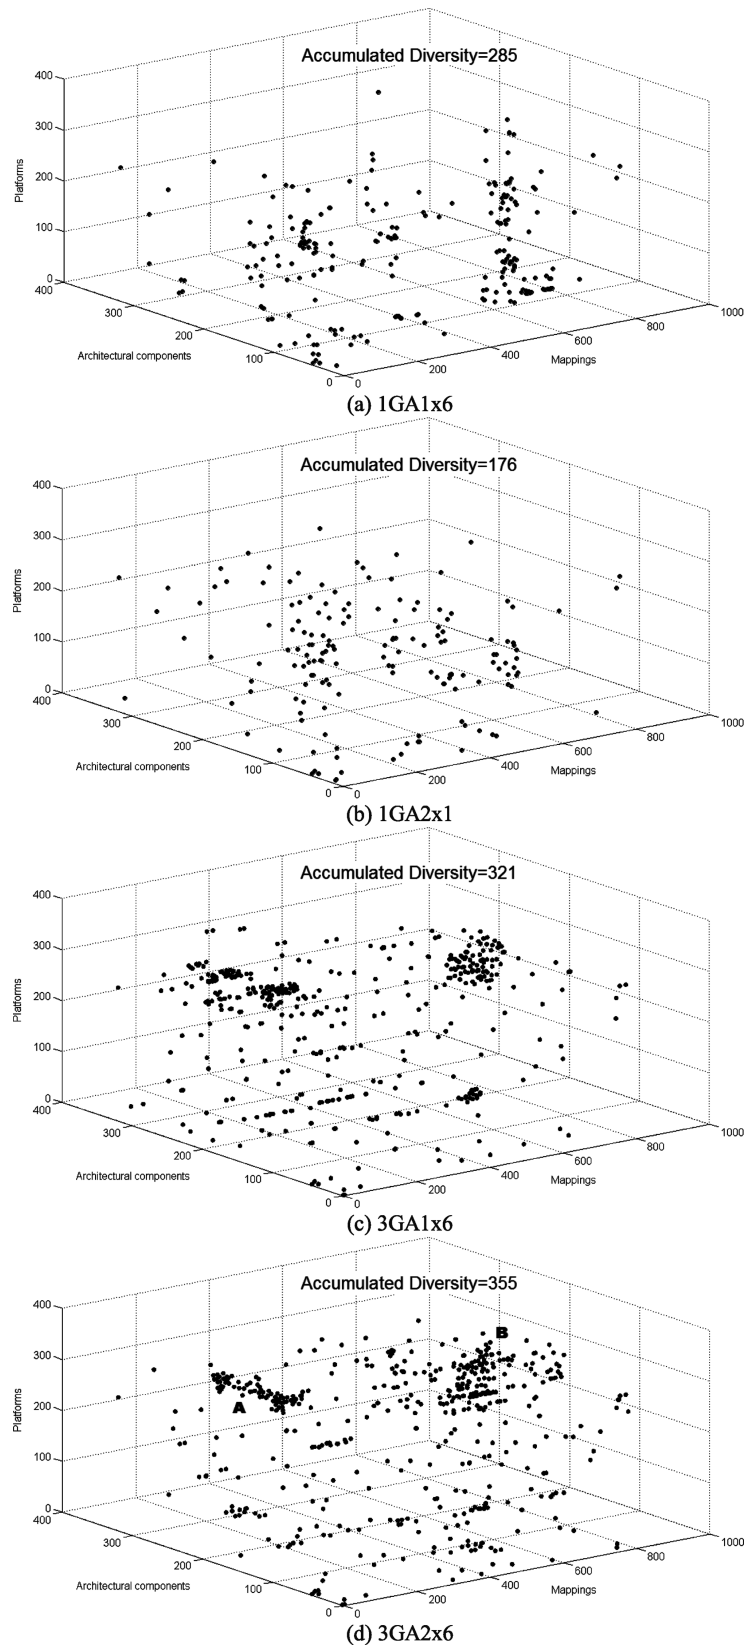 Accumulated Diversity=285
400
300
200
100
0
Platforms
400
300
200
100
0
Architectural components
0
200
400
600
800
1000
Mappings
(a) 1GA1x6
Accumulated Diversity=176
400
300
200
100
0
Platforms
400
300
200
100
0
Architectural components
0
200
400
600
800
1000
Mappings
(b) 1GA2x1
Accumulated Diversity=321
400
300
200
100
0
Platforms
400
300
200
100
0
Architectural components
0
200
400
600
800
1000
Mappings
(c) 3GA1x6
Accumulated Diversity=355
B
A
400
300
200
100
0
Platforms
400
300
200
100
0
Architectural components
0
200
400
600
800
1000
Mappings
(d) 3GA2x6